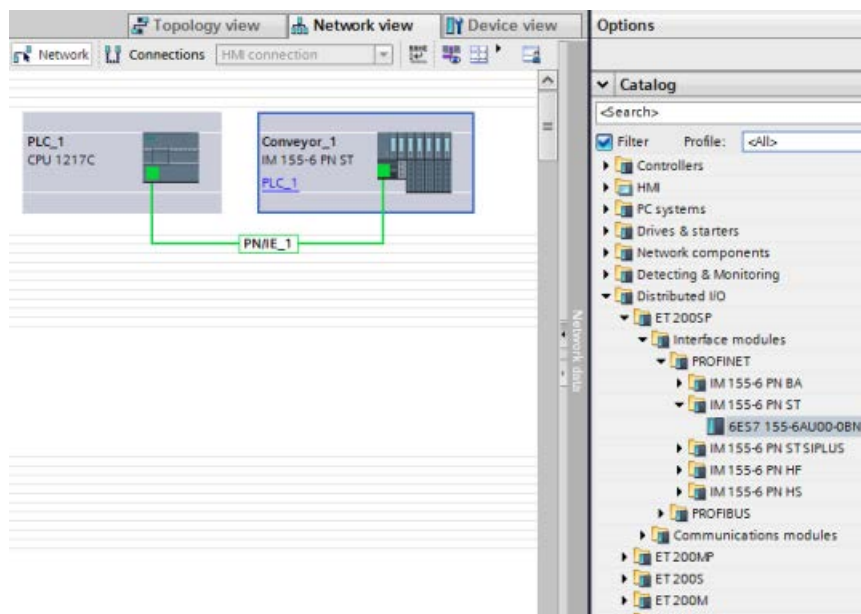 Topology view
Network view
Device view
Options
Network
Connections
HMI connection
Catalog
<Search>
Filter
Profile:
<All>
PLC_1
CPU 1217C
Conveyor_1
IM 155-6 PN ST
PLC_1
PN/IE_1
Network data
Controllers
HMI
PC systems
Drives & starters
Network components
Detecting & Monitoring
Distributed I/O
ET 200SP
Interface modules
PROFINET
IM 155-6 PN BA
IM 155-6 PN ST
6ES7 155-6AU00-0BN
IM 155-6 PN ST SIPLUS
IM 155-6 PN HF
IM 155-6 PN HS
PROFIBUS
Communications modules
ET 200MP
ET 200S
ET 200M